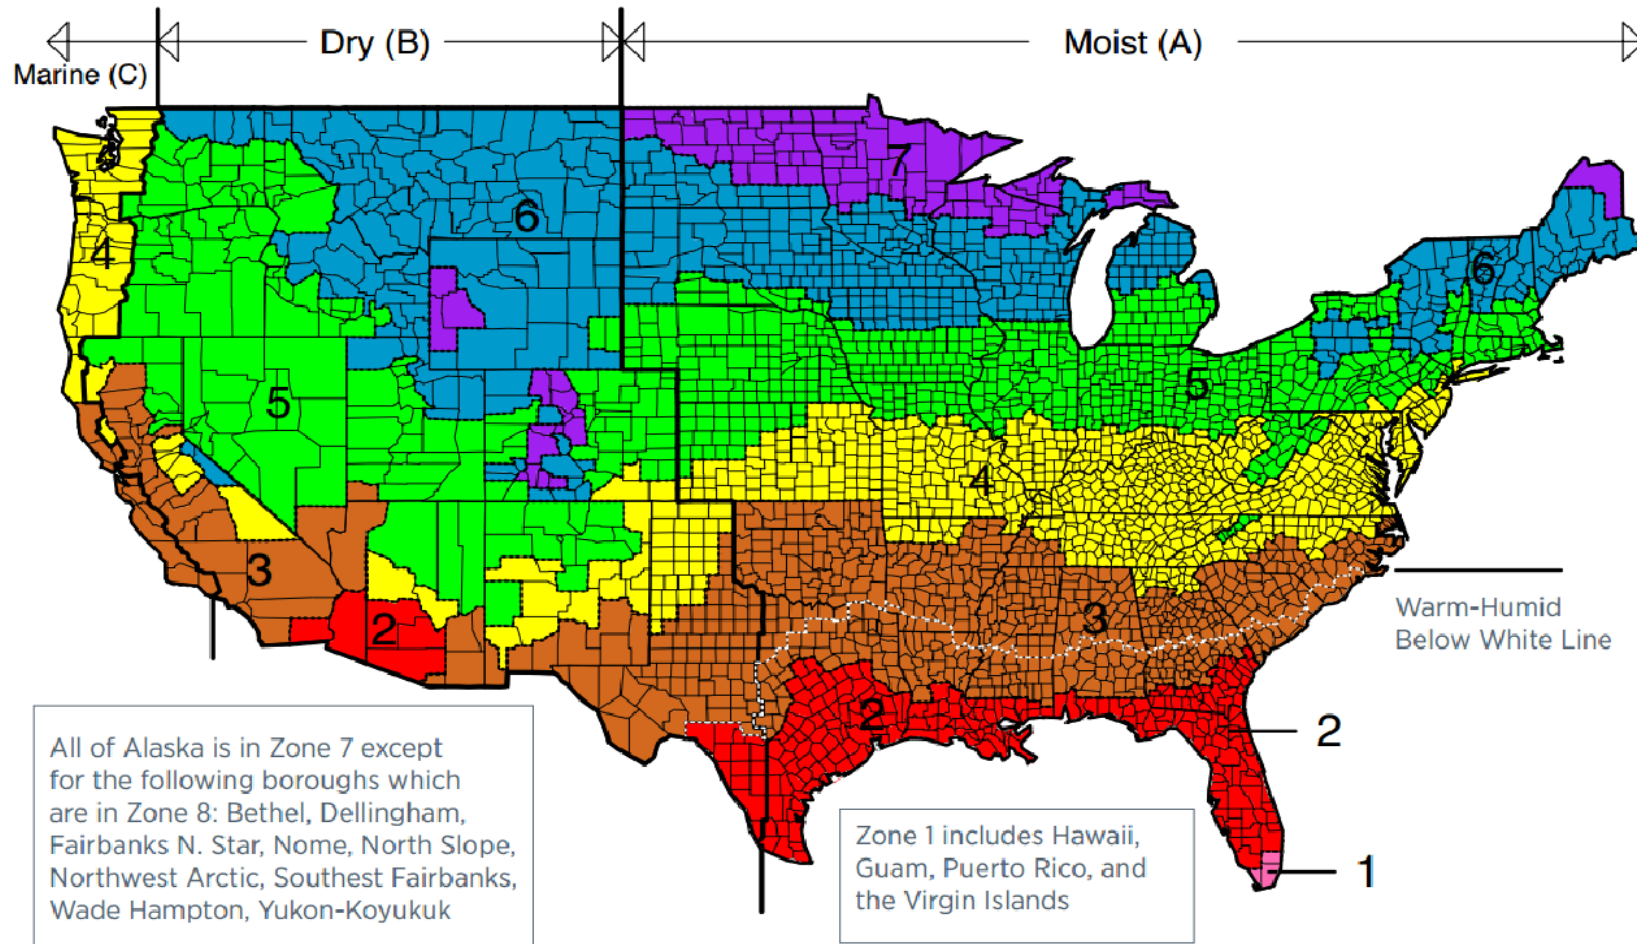 Dry (B)
Moist (A)
Marine (C)
7
6
4
6
5
5
4
3
3
2
2
Warm-Humid
Below White Line
2
1
All of Alaska is in Zone 7 except
for the following boroughs which
are in Zone 8: Bethel, Dellingham,
Fairbanks N. Star, Nome, North Slope,
Northwest Arctic, Southest Fairbanks,
Wade Hampton, Yukon-Koyukuk
Zone 1 includes Hawaii,
Guam, Puerto Rico, and
the Virgin Islands